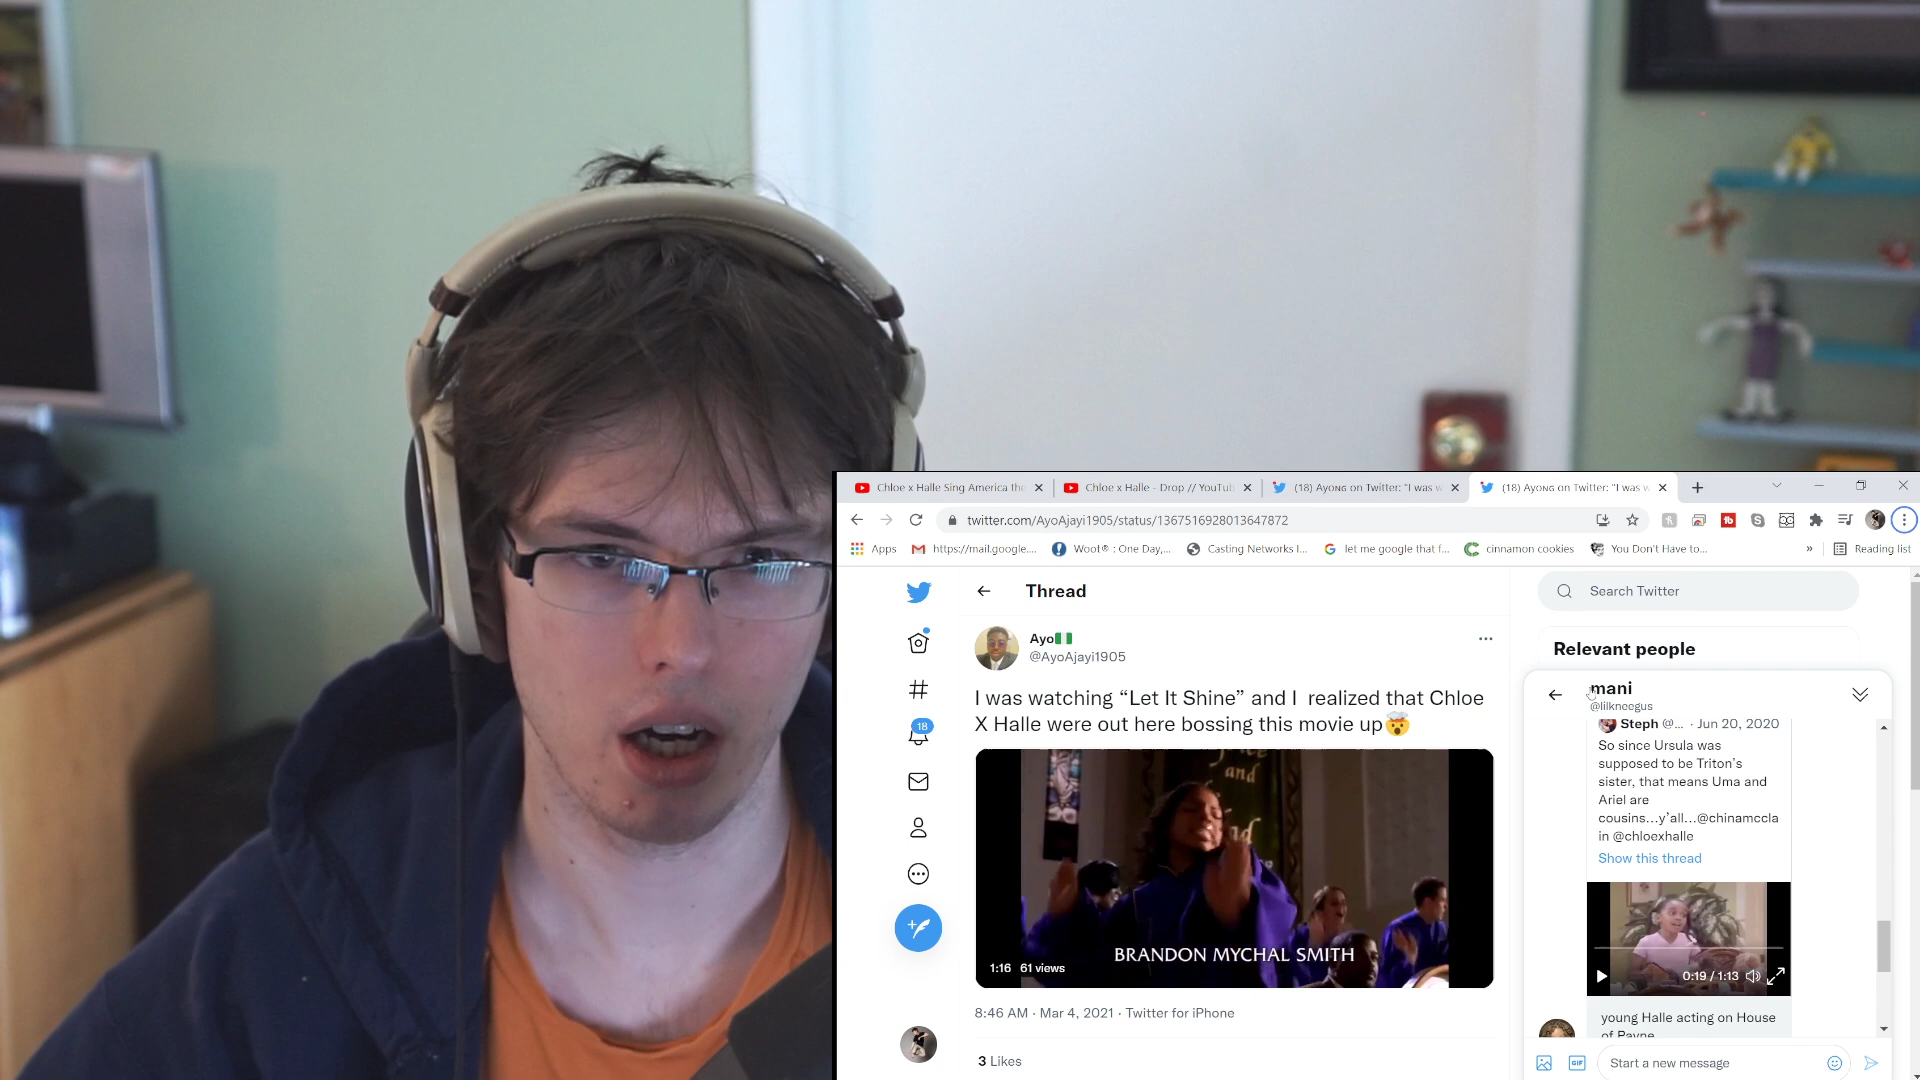 Chloe x Halle Sing America the
Chloe x Halle - Drop // YouTub
(18) Ayoɴɢ on Twitter: "I was w
(18) Ayoɴɢ on Twitter: "I was w
twitter.com/AyoAjayi1905/status/1367516928013647872
Apps
https://mail.google....
Woot® : One Day,...
Casting Networks I...
let me google that f...
cinnamon cookies
You Don't Have to...
»
Reading list
Thread
Search Twitter
Ayo🇳🇬
@AyoAjayi1905
Relevant people
I was watching “Let It Shine” and I realized that Chloe
X Halle were out here bossing this movie up🤯
18
and
BRANDON MYCHAL SMITH
1:16 61 views
8:46 AM · Mar 4, 2021 · Twitter for iPhone
3 Likes
mani
@lilkneegus
Steph @... · Jun 20, 2020
So since Ursula was
supposed to be Triton’s
sister, that means Uma and
Ariel are
cousins...y’all...@chinamccla
in @chloexhalle
Show this thread
0:19 / 1:13
young Halle acting on House
of Payne
GIF
Start a new message